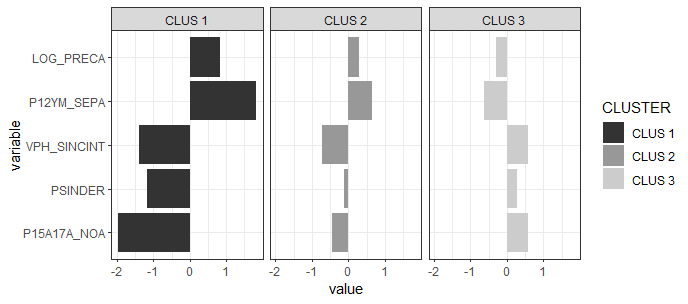 CLUS 1 CLUS 2 CLUS 3
LOG_PRECA
P12YM_SEPA
VPH_SINCINT
PSINDER
P15A17A_NOA
variable
-2 -1 0 1 -2 -1 0 1 -2 -1 0 1
value
CLUSTER
CLUS 1
CLUS 2
CLUS 3